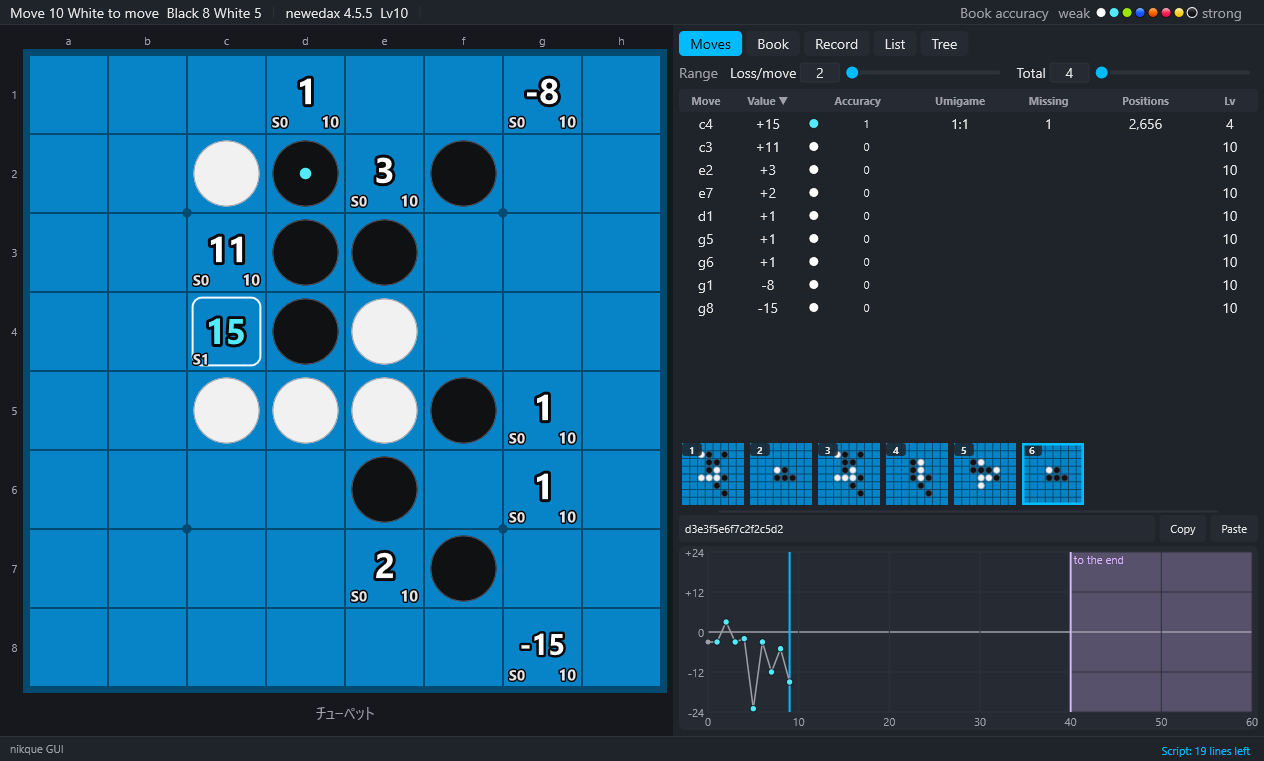 Move 10 White to move Black 8 White 5 newedax 4.5.5 Lv10
Book accuracy weak strong
a b c d e f g h
1 1 -8
S0 10 S0 10
2 3
S0 10
3 11
S0 10
4 15
S1
5 1
S0 10
6 1
S0 10
7 2
S0 10
8 -15
S0 10
チューペット
Moves Book Record List Tree
Range Loss/move 2 Total 4
Move Value▼ Accuracy Umigame Missing Positions Lv
c4 +15 1 1:1 1 2,656 4
c3 +11 0 10
e2 +3 0 10
e7 +2 0 10
d1 +1 0 10
g5 +1 0 10
g6 +1 0 10
g1 -8 0 10
g8 -15 0 10
1 2 3 4 5 6
d3e3f5e6f7c2f2c5d2 Copy Paste
+24
+12
0
-12
-24
to the end
0 10 20 30 40 50 60
nikque GUI
Script: 19 lines left